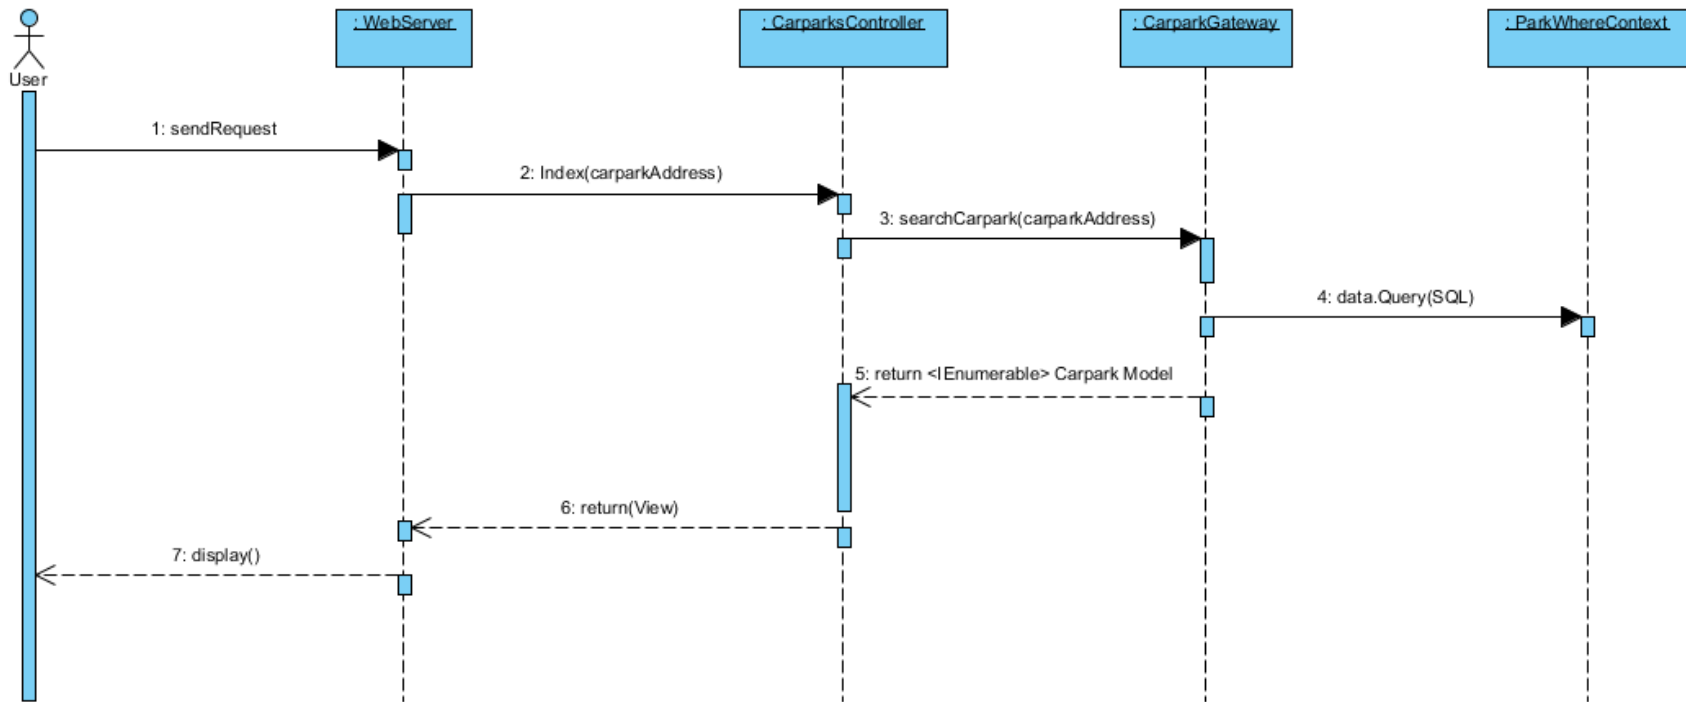 : WebServer
: CarparksController
: CarparkGateway
: ParkWhereContext
User
1: sendRequest
2: Index(carparkAddress)
3: searchCarpark(carparkAddress)
4: data.Query(SQL)
5: return <IEnumerable> Carpark Model
6: return(View)
7: display()